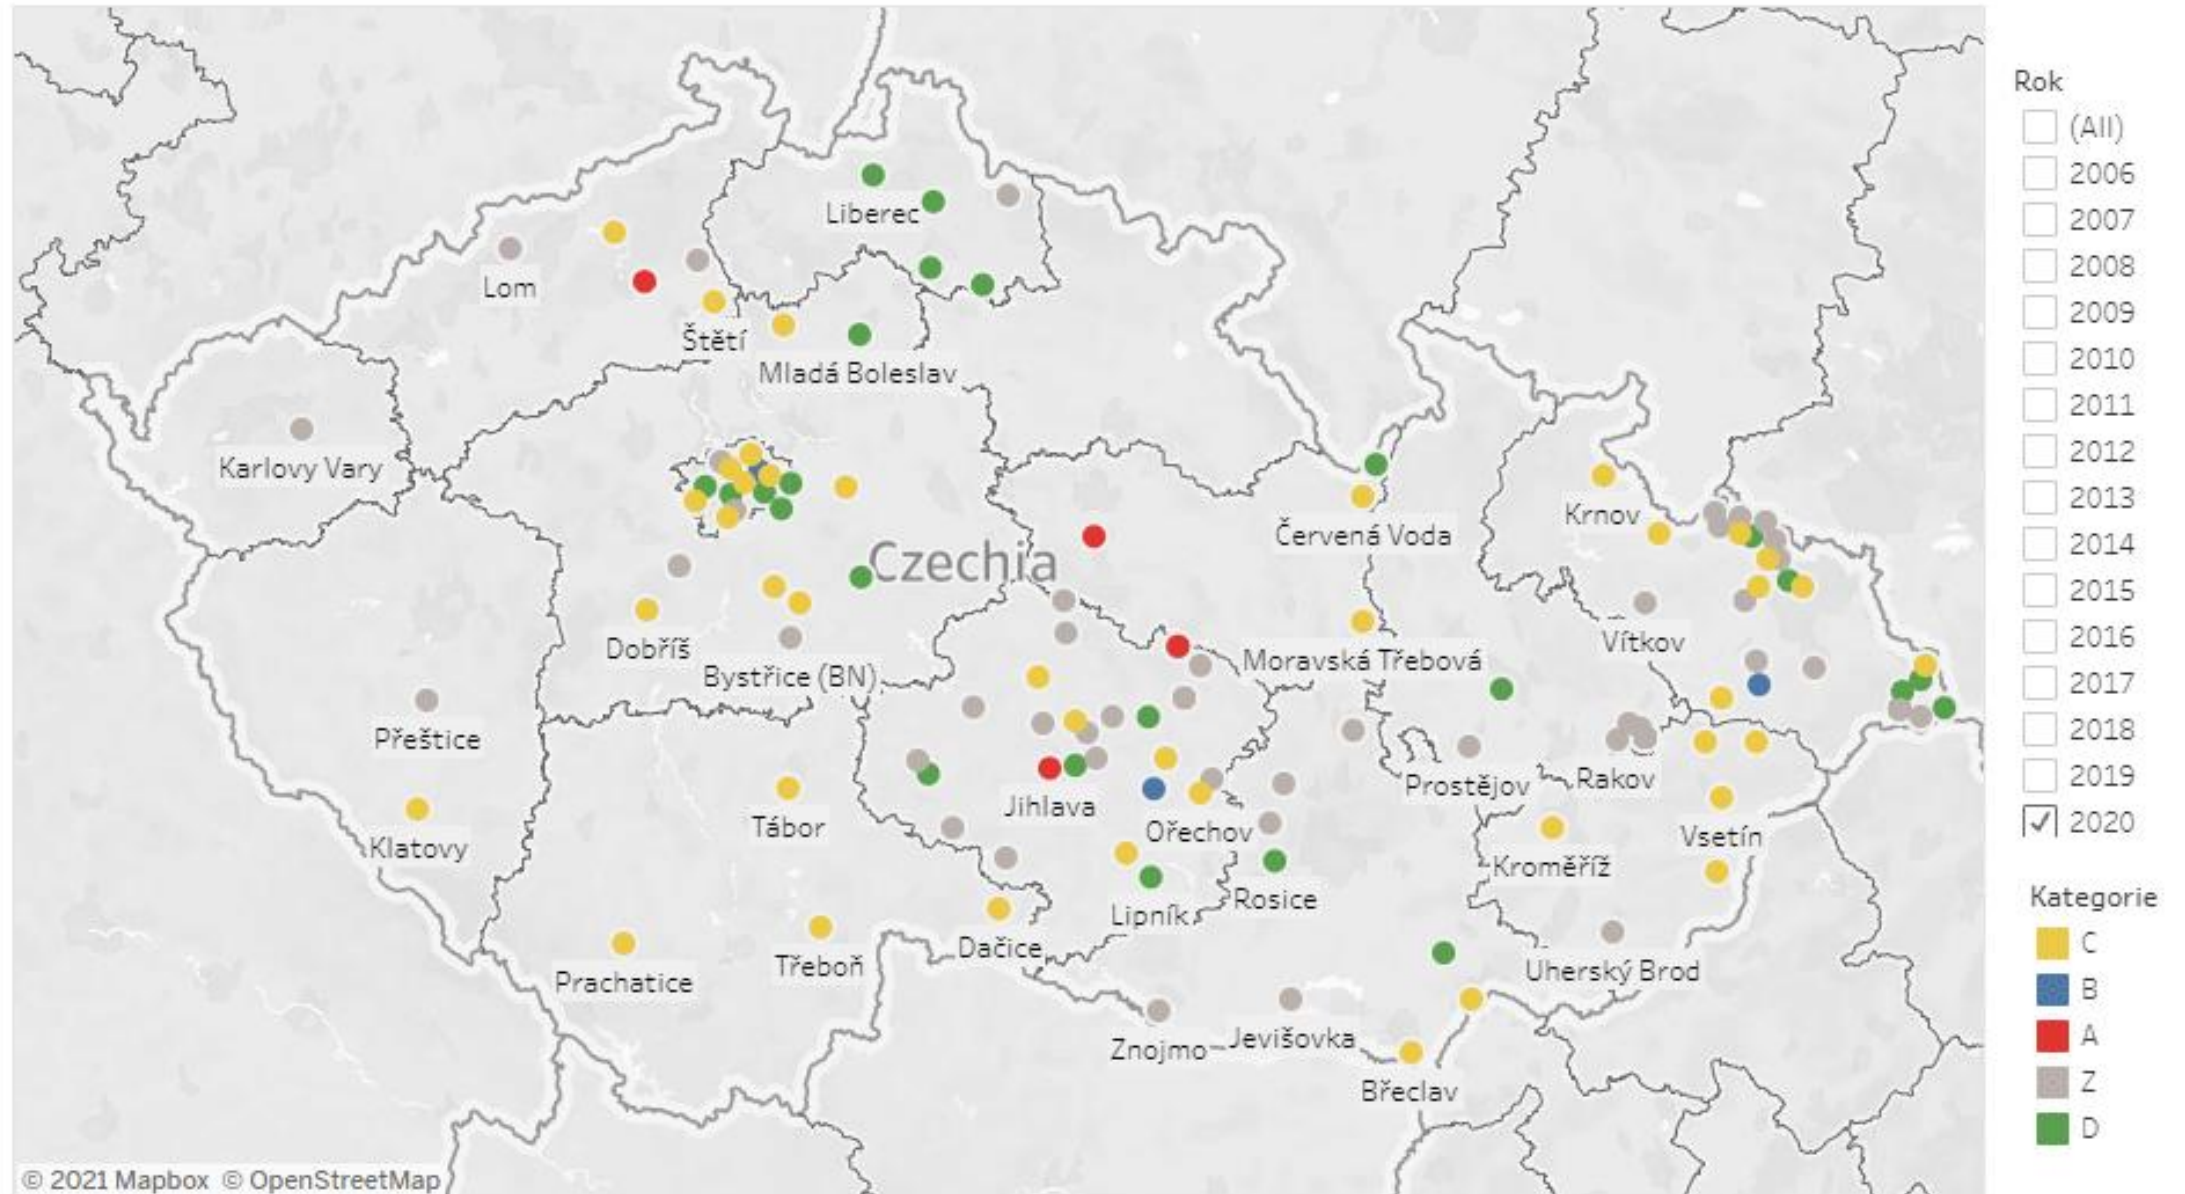 Liberec
Lom
Štětí
Mladá Boleslav
Karlovy Vary
Czechia
Červená Voda
Krnov
Dobříš
Bystřice (BN)
Moravská Třebová
Vítkov
Přeštice
Klatovy
Tábor
Jihlava
Ořechov
Prostějov
Rakov
Vsetín
Kroměříž
Lipník
Rosice
Dačice
Prachatice
Třeboň
Uherský Brod
Znojmo
Jevišovka
Břeclav
© 2021 Mapbox © OpenStreetMap
Rok
(All)
2006
2007
2008
2009
2010
2011
2012
2013
2014
2015
2016
2017
2018
2019
2020
Kategorie
C
B
A
Z
D